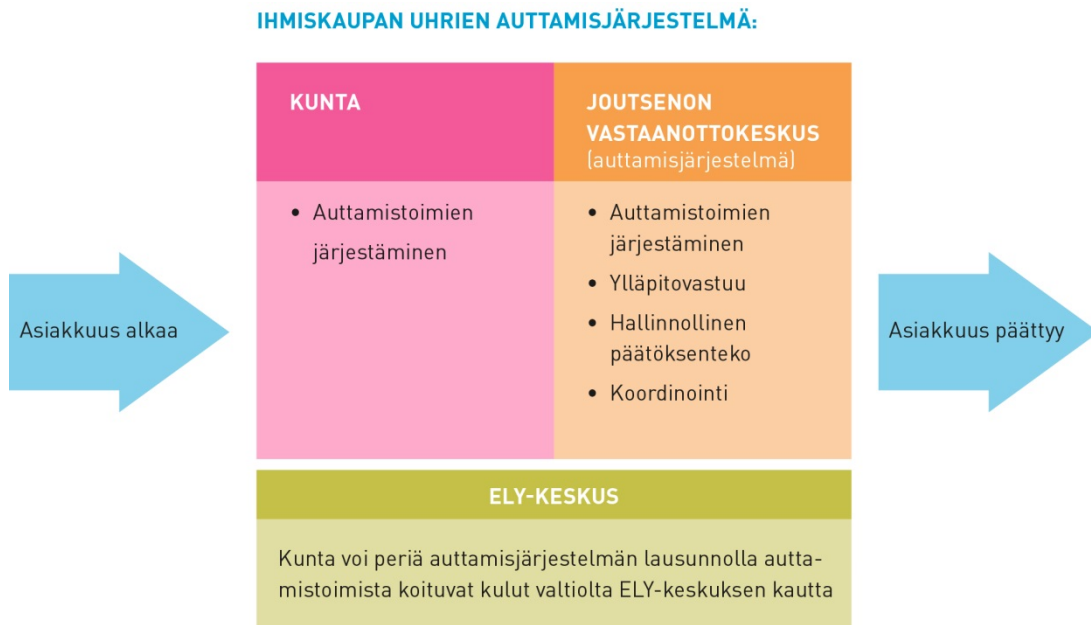 IHMISKAUPAN UHRIEN AUTTAMISJÄRJESTELMÄ:
KUNTA
• Auttamistoimien
järjestäminen
JOUTSENON
VASTAANOTTOKESKUS
(auttamisjärjestelmä)
• Auttamistoimien
järjestäminen
• Ylläpitovastuu
• Hallinnollinen
päätöksenteko
• Koordinointi
Asiakkuus alkaa
Asiakkuus päättyy
ELY-KESKUS
Kunta voi periä auttamisjärjestelmän lausunnolla autta-
mistoimista koituvat kulut valtiolta ELY-keskuksen kautta